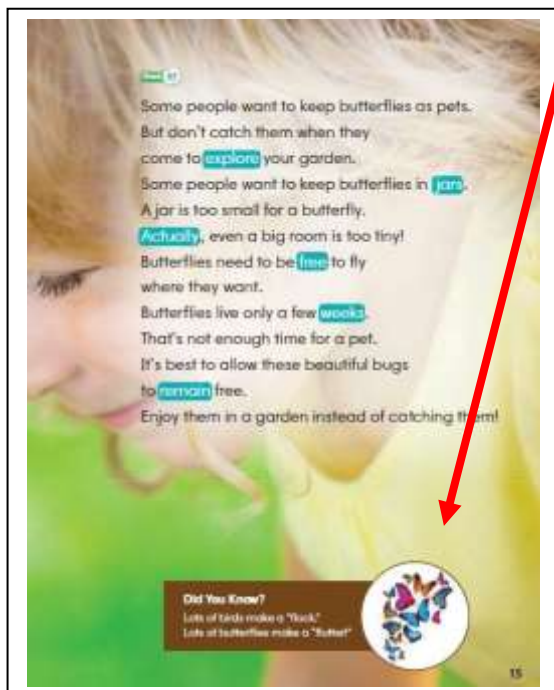 Some people want to keep butterflies as pets.
But don't catch them when they
come to explore your garden.
Some people want to keep butterflies in jars.
A jar is too small for a butterfly.
Actually, even a big room is too tiny!
Butterflies need to be free to fly
where they want.
Butterflies live only a few weeks.
That's not enough time for a pet.
It's best to allow these beautiful bugs
to remain free.
Enjoy them in a garden instead of catching them!
Did You Know?
Lots of birds make a "flock."
Lots of butterflies make a "flutter!"
15